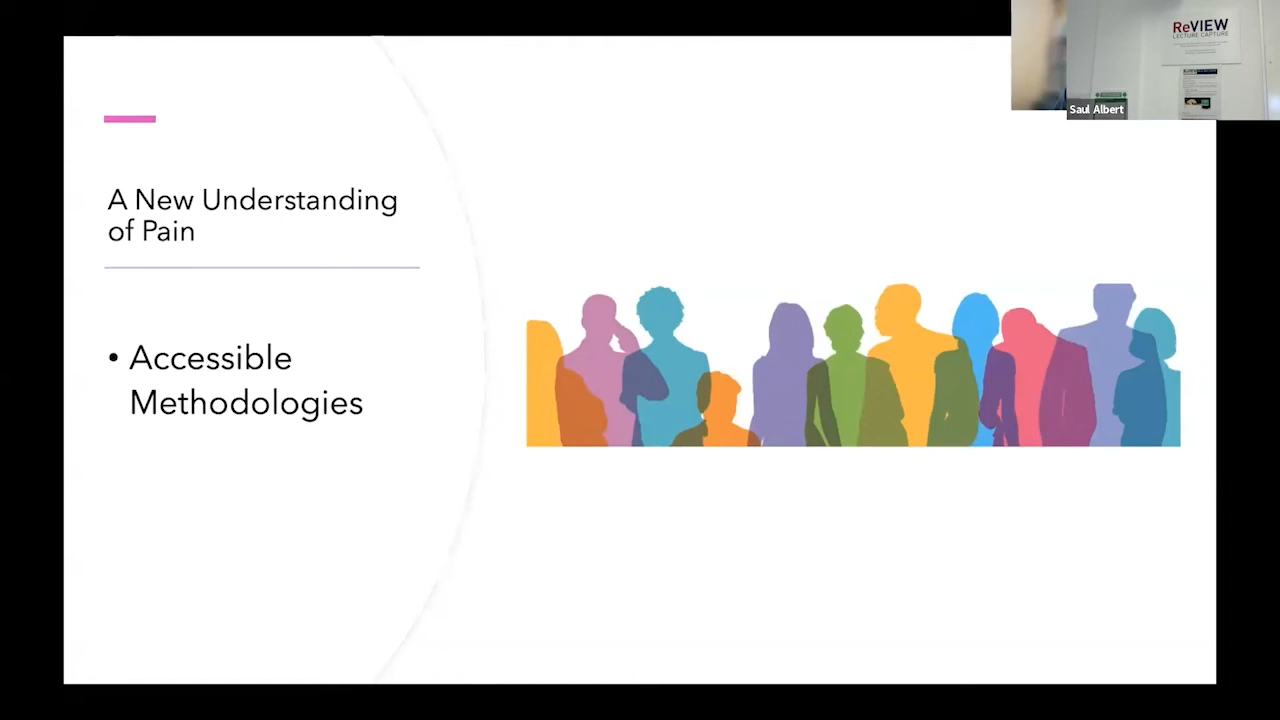 ReVIEW
LECTURE CAPTURE
Saul Albert
A New Understanding
of Pain
• Accessible
Methodologies